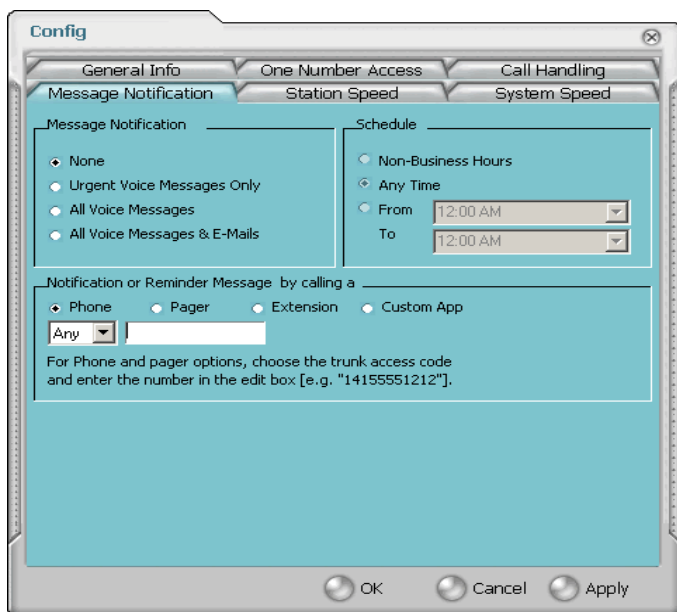 Config
General Info One Number Access Call Handling
Message Notification Station Speed System Speed
Message Notification
None
Urgent Voice Messages Only
All Voice Messages
All Voice Messages & E-Mails
Schedule
Non-Business Hours
Any Time
From 12:00 AM
To 12:00 AM
Notification or Reminder Message by calling a
Phone Pager Extension Custom App
Any
For Phone and pager options, choose the trunk access code
and enter the number in the edit box [e.g. "14155551212"].
OK Cancel Apply